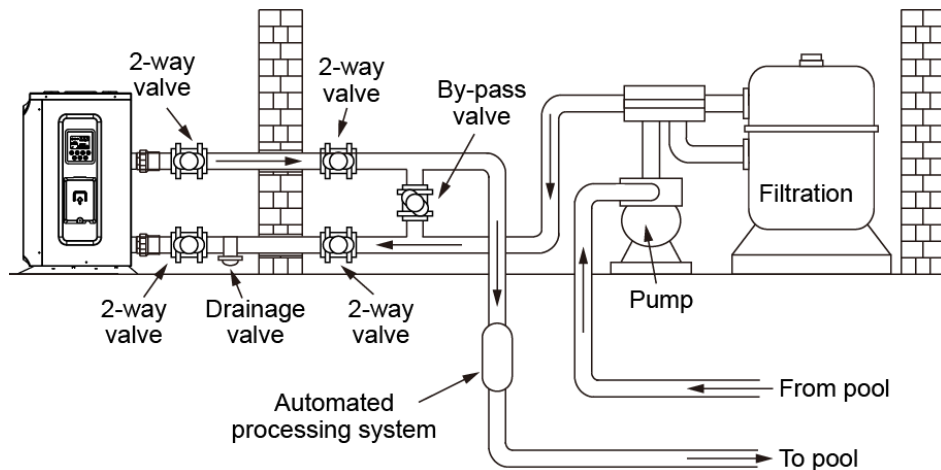 2-way
valve
2-way
valve
By-pass
valve
Filtration
2-way
valve
Drainage
valve
2-way
valve
Pump
Automated
processing system
From pool
To pool